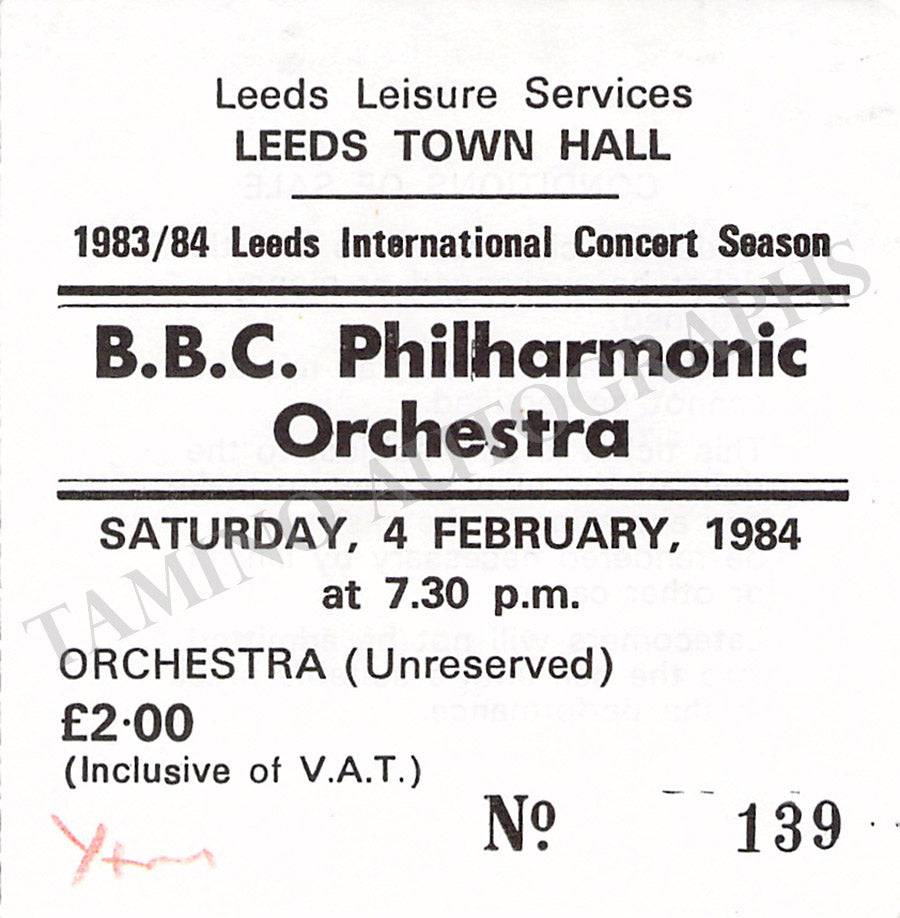 Leeds Leisure Services
LEEDS TOWN HALL
1983/84 Leeds International Concert Season
B.B.C. Philharmonic
Orchestra
SATURDAY, 4 FEBRUARY, 1984
at 7.30 p.m.
ORCHESTRA (Unreserved)
£2·00
(Inclusive of V.A.T.)
Nº 139
TAMINO AUTOGRAPHS